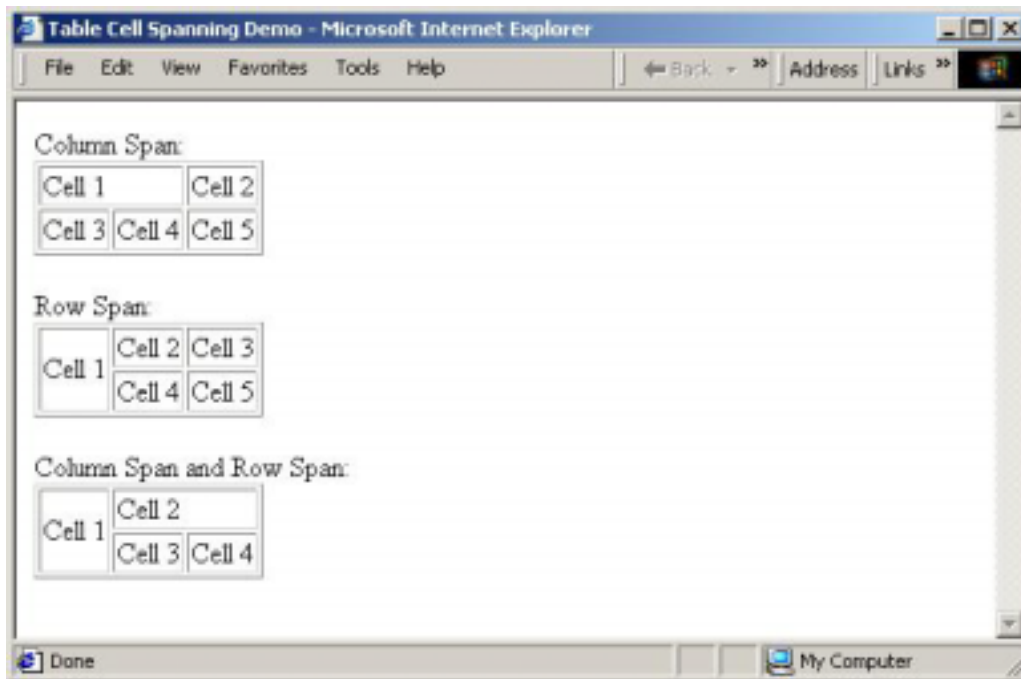 Table Cell Spanning Demo - Microsoft Internet Explorer
File Edit View Favorites Tools Help Back » Address Links »
Column Span:
Cell 1 Cell 2
Cell 3 Cell 4 Cell 5
Row Span:
Cell 1 Cell 2 Cell 3
Cell 4 Cell 5
Column Span and Row Span:
Cell 1 Cell 2
Cell 3 Cell 4
Done My Computer